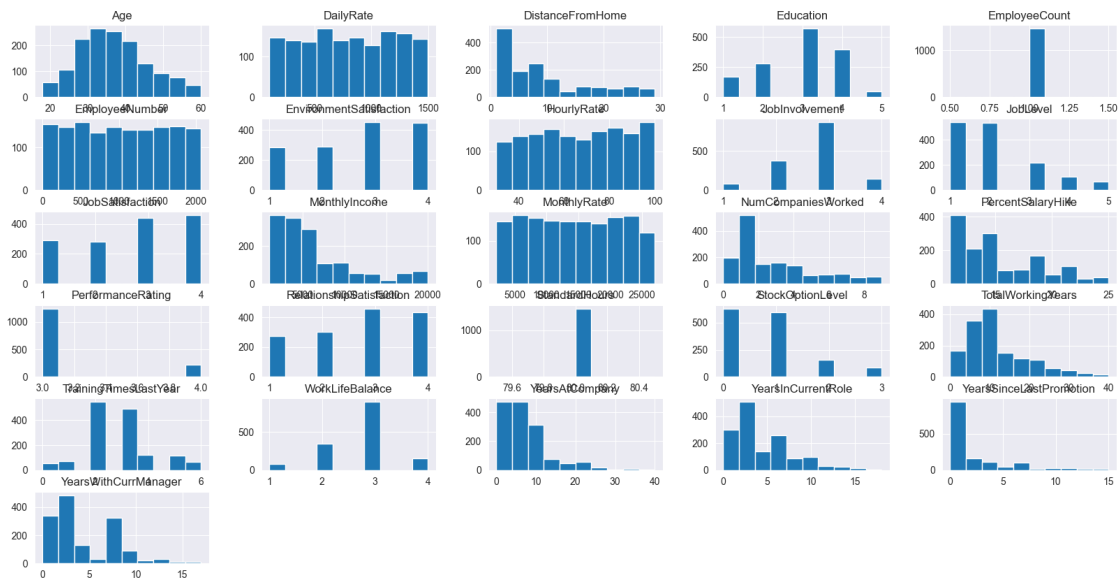 Age DailyRate DistanceFromHome Education EmployeeCount
200 100 0 100 0 400 200 0 500 0 1000 0
20 30 40 50 60 500 1000 1500 0 10 20 30 1 2 3 4 5 0.50 0.75 1.00 1.25 1.50
EmployeeNumber EnvironmentSatisfaction HourlyRate JobInvolvement JobLevel
100 0 400 200 0 100 0 500 0 400 200 0
0 500 1000 1500 2000 1 2 3 4 40 60 80 100 1 2 3 4 1 2 3 4 5
JobSatisfaction MonthlyIncome MonthlyRate NumCompaniesWorked PercentSalaryHike
400 200 0 200 0 100 0 500 250 0 400 200 0
1 2 3 4 5000 10000 15000 20000 5000 10000 15000 20000 25000 0 2 4 6 8 15 20 25
PerformanceRating RelationshipSatisfaction StandardHours StockOptionLevel TotalWorkingYears
1000 500 0 400 200 0 1000 0 500 250 0 400 200 0
3.0 3.2 3.4 3.6 3.8 4.0 1 2 3 4 79.6 79.8 80.0 80.2 80.4 0 1 2 3 0 10 20 30 40
TrainingTimesLastYear WorkLifeBalance YearsAtCompany YearsInCurrentRole YearsSinceLastPromotion
400 200 0 500 0 400 200 0 400 200 0 500 0
0 2 4 6 1 2 3 4 0 10 20 30 40 0 5 10 15 0 5 10 15
YearsWithCurrManager
400 200 0
0 5 10 15